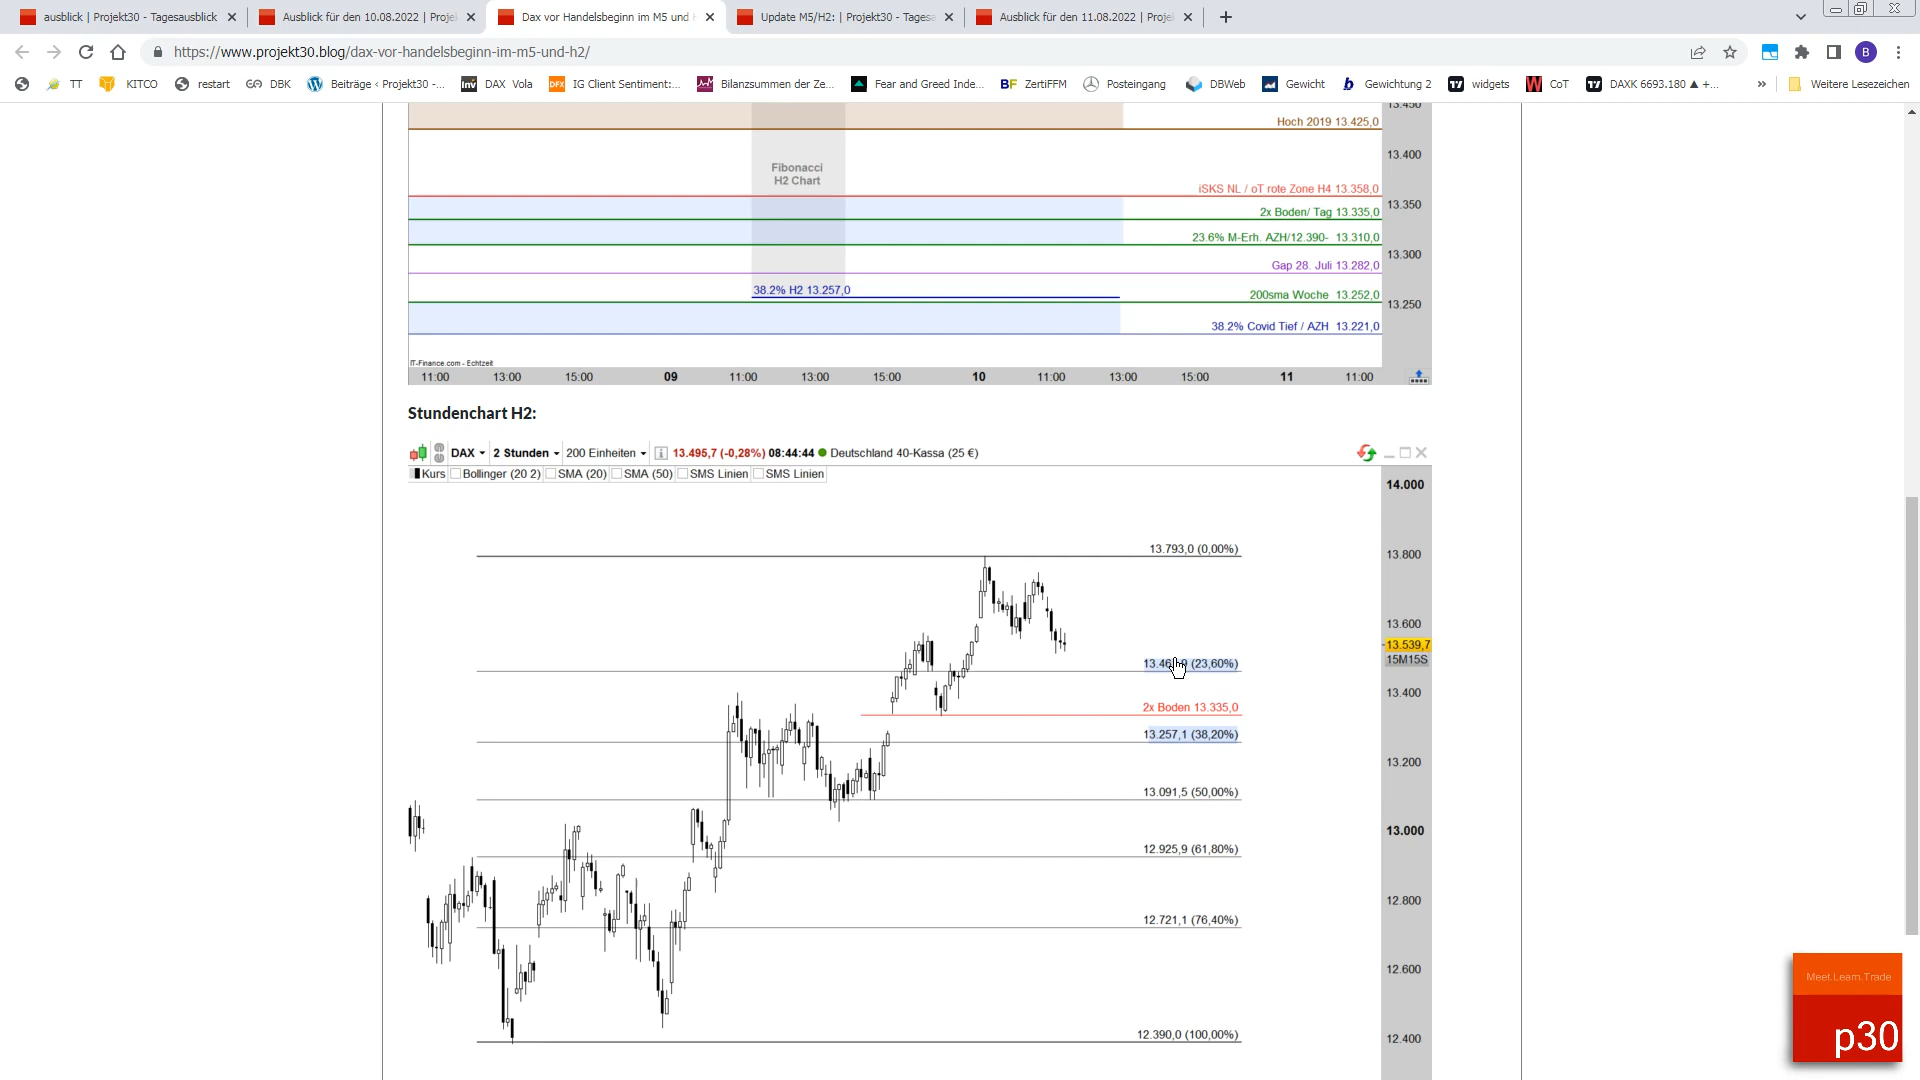 ausblick | Projekt30 - Tagesausblick
Ausblick für den 10.08.2022 | Proje
Dax vor Handelsbeginn im M5 und
Update M5/H2: | Projekt30 - Tagesa
Ausblick für den 11.08.2022 | Proje
https://www.projekt30.blog/dax-vor-handelsbeginn-im-m5-und-h2/
B
TT
KITCO
restart
DBK
Beiträge ‹ Projekt30 -...
DAX Vola
IG Client Sentiment:...
Bilanzsummen der Ze...
Fear and Greed Inde...
BF ZertiFFM
Posteingang
DBWeb
Gewicht
Gewichtung 2
widgets
CoT
DAXK 6693.180 ▲ +...
»
Weitere Lesezeichen
13.450
Hoch 2019 13.425,0
13.400
Fibonacci
H2 Chart
iSKS NL / oT rote Zone H4 13.358,0
13.350
2x Boden/ Tag 13.335,0
23.6% M-Erh. AZH/12.390- 13.310,0
13.300
Gap 28. Juli 13.282,0
38.2% H2 13.257,0
200sma Woche 13.252,0
13.250
38.2% Covid Tief / AZH 13.221,0
IT-Finance.com - Echtzeit
11:00 13:00 15:00 09 11:00 13:00 15:00 10 11:00 13:00 15:00 11 11:00
Stundenchart H2:
DAX 2 Stunden 200 Einheiten 13.495,7 (-0,28%) 08:44:44 Deutschland 40-Kassa (25 €)
Kurs Bollinger (20 2) SMA (20) SMA (50) SMS Linien SMS Linien
14.000
13.793,0 (0,00%)
13.800
13.600
13.539,7
15M15S
(23,60%)
13.400
2x Boden 13.335,0
13.257,1 (38,20%)
13.200
13.091,5 (50,00%)
13.000
12.925,9 (61,80%)
12.800
12.721,1 (76,40%)
12.600
12.390,0 (100,00%)
12.400
Meet.Learn.Trade
p30